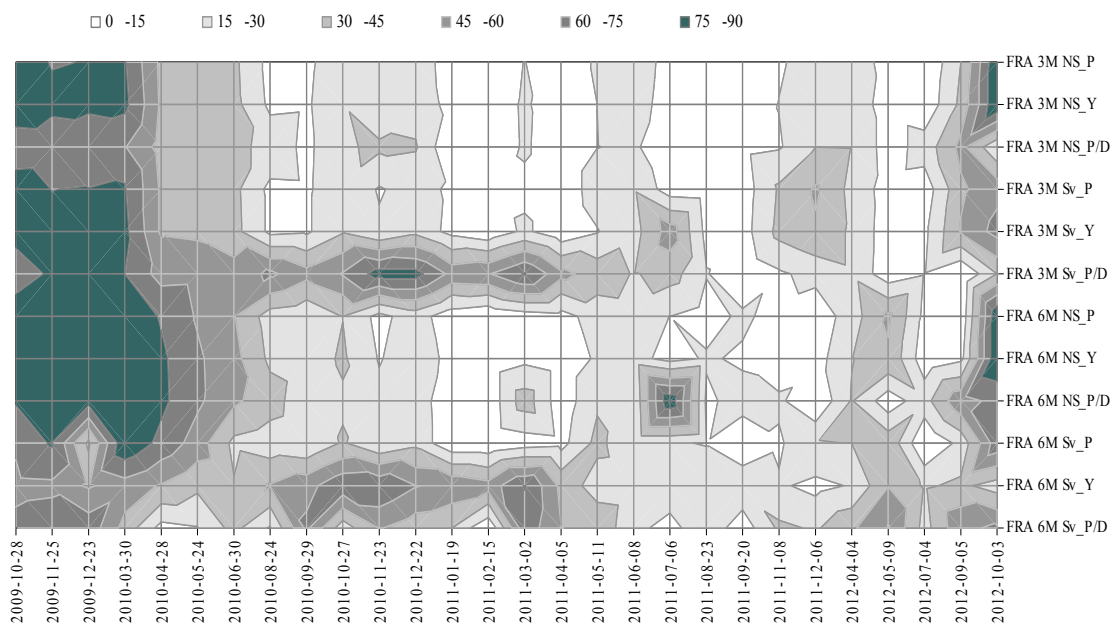 0 -15 15 -30 30 -45 45 -60 60 -75 75 -90
FRA 3M NS_P
FRA 3M NS_Y
FRA 3M NS_P/D
FRA 3M Sv_P
FRA 3M Sv_Y
FRA 3M Sv_P/D
FRA 6M NS_P
FRA 6M NS_Y
FRA 6M NS_P/D
FRA 6M Sv_P
FRA 6M Sv_Y
FRA 6M Sv_P/D
2009-10-28
2009-11-25
2009-12-23
2010-03-30
2010-04-28
2010-05-24
2010-06-30
2010-08-24
2010-09-29
2010-10-27
2010-11-23
2010-12-22
2011-01-19
2011-02-15
2011-03-02
2011-04-05
2011-05-11
2011-06-08
2011-07-06
2011-08-23
2011-09-20
2011-11-08
2011-12-06
2012-04-04
2012-05-09
2012-07-04
2012-09-05
2012-10-03